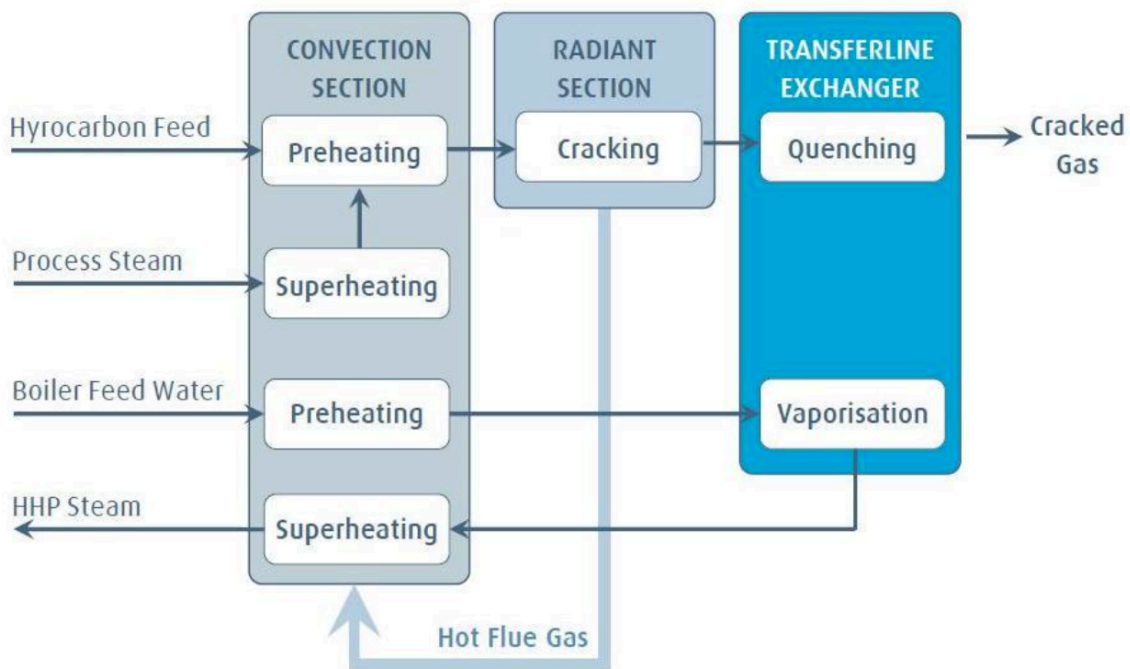 CONVECTION
SECTION
RADIANT
SECTION
TRANSFERLINE
EXCHANGER
Hyrocarbon Feed
Preheating
Cracking
Quenching
Cracked
Gas
Process Steam
Superheating
Boiler Feed Water
Preheating
Vaporisation
HHP Steam
Superheating
Hot Flue Gas